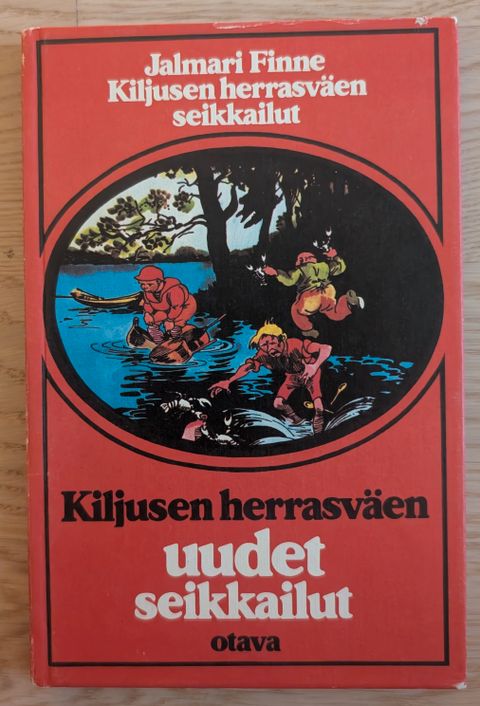 Jalmari Finne
Kiljusen herrasväen
seikkailut
Kiljusen herrasväen
uudet
seikkailut
otava